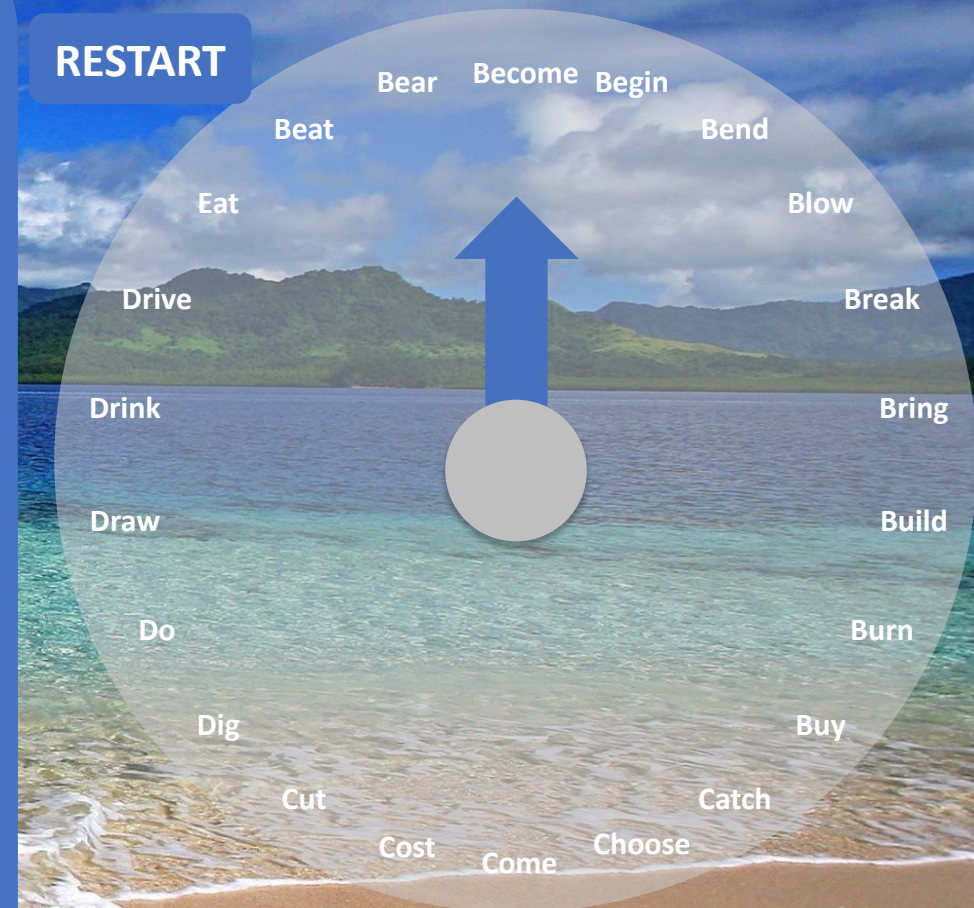 RESTART
Become
Begin
Bend
Blow
Break
Bring
Build
Burn
Buy
Catch
Choose
Come
Cost
Cut
Dig
Do
Draw
Drink
Drive
Eat
Beat
Bear